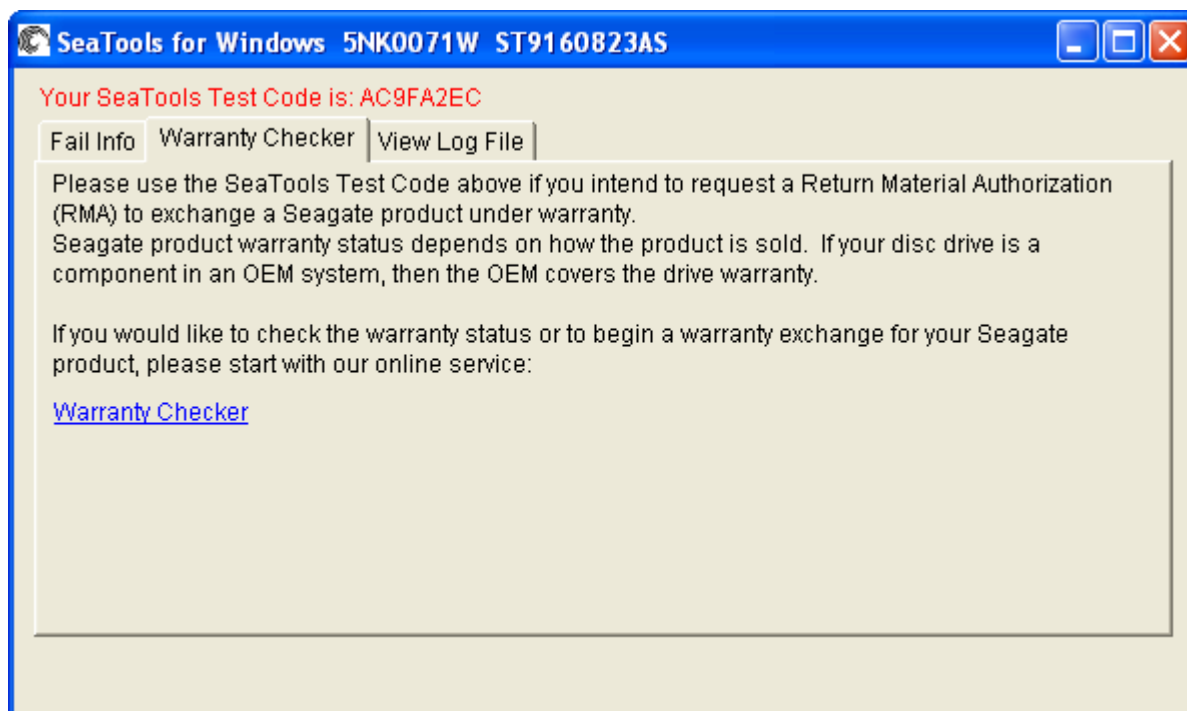 SeaTools for Windows 5NK0071W ST9160823AS
Your SeaTools Test Code is: AC9FA2EC
Fail Info Warranty Checker View Log File
Please use the SeaTools Test Code above if you intend to request a Return Material Authorization
(RMA) to exchange a Seagate product under warranty.
Seagate product warranty status depends on how the product is sold. If your disc drive is a
component in an OEM system, then the OEM covers the drive warranty.
If you would like to check the warranty status or to begin a warranty exchange for your Seagate
product, please start with our online service:
Warranty Checker